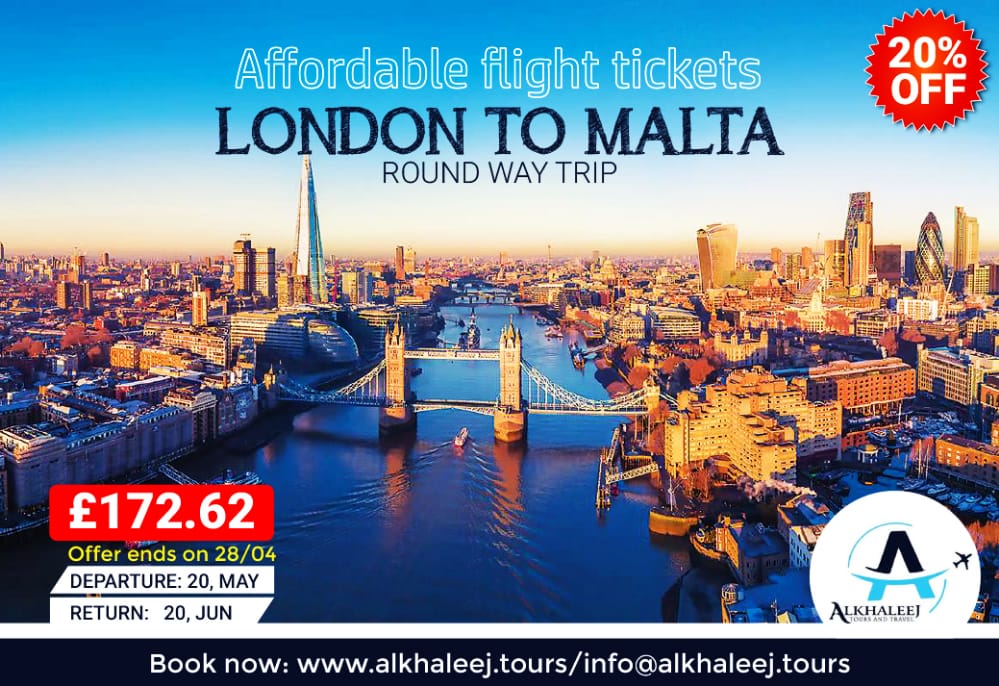 Affordable flight tickets
20%
OFF
LONDON TO MALTA
ROUND WAY TRIP
£172.62
Offer ends on 28/04
DEPARTURE: 20, MAY
RETURN: 20, JUN
ALKHALEEJ
TOURS AND TRAVEL
Book now: www.alkhaleej.tours/info@alkhaleej.tours